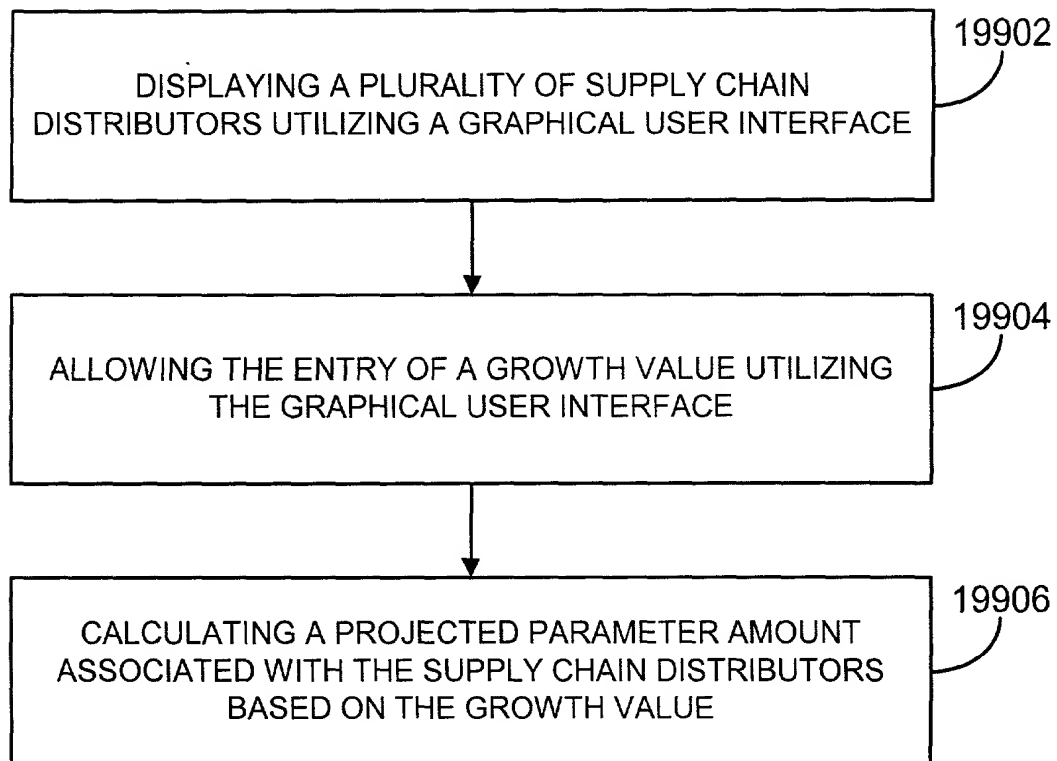 19902
DISPLAYING A PLURALITY OF SUPPLY CHAIN
DISTRIBUTORS UTILIZING A GRAPHICAL USER INTERFACE
19904
ALLOWING THE ENTRY OF A GROWTH VALUE UTILIZING
THE GRAPHICAL USER INTERFACE
19906
CALCULATING A PROJECTED PARAMETER AMOUNT
ASSOCIATED WITH THE SUPPLY CHAIN DISTRIBUTORS
BASED ON THE GROWTH VALUE